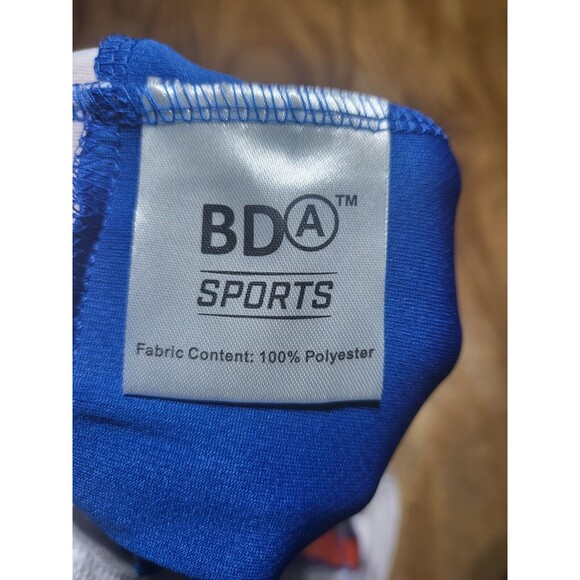 BDA™
SPORTS
Fabric Content: 100% Polyester